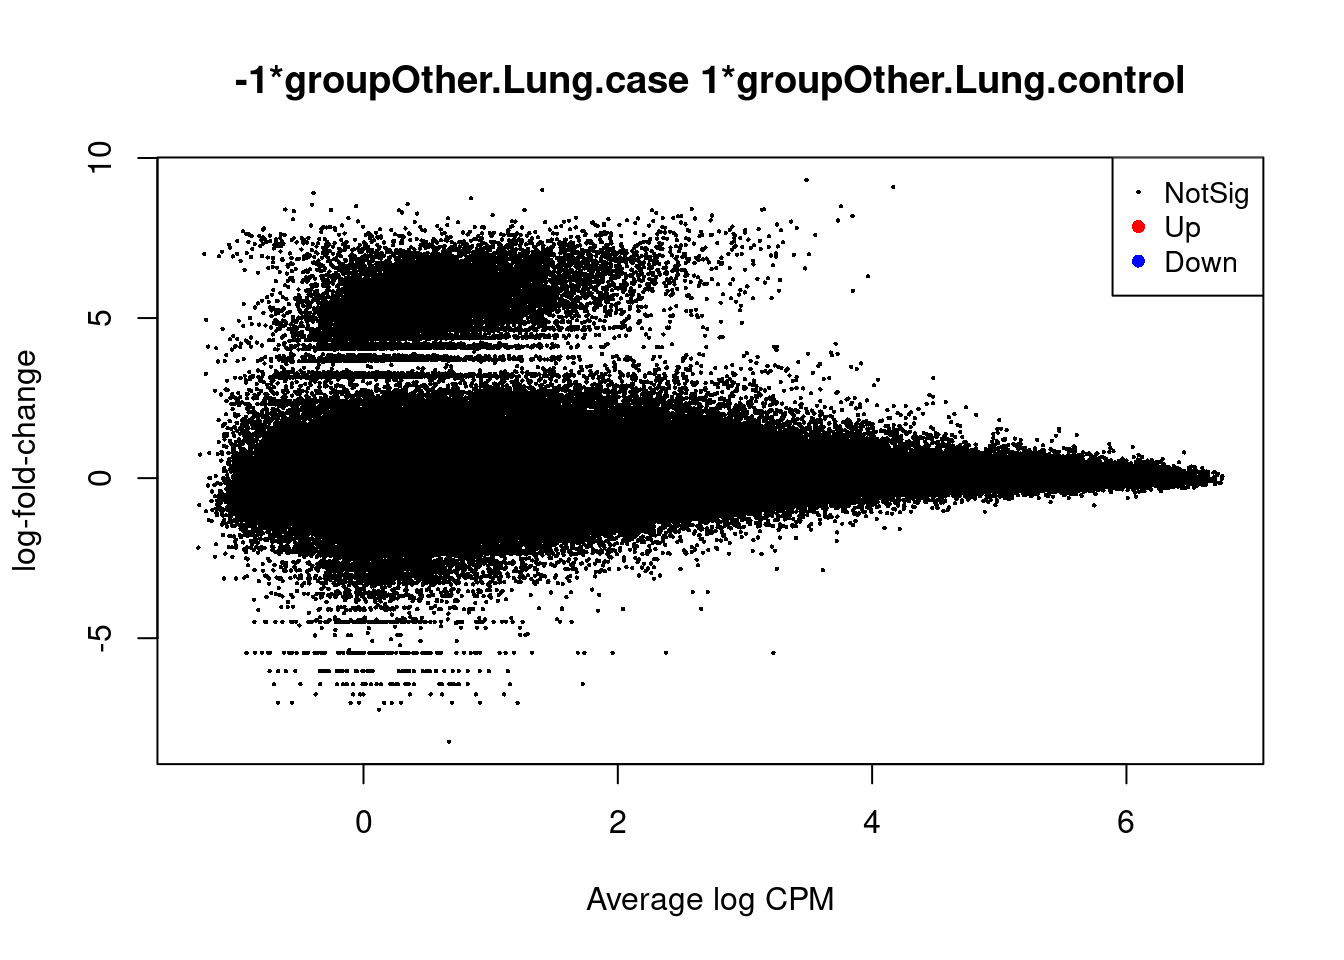 -1*groupOther.Lung.case 1*groupOther.Lung.control
10
5
0
-5
log-fold-change
NotSig
Up
Down
0 2 4 6
Average log CPM